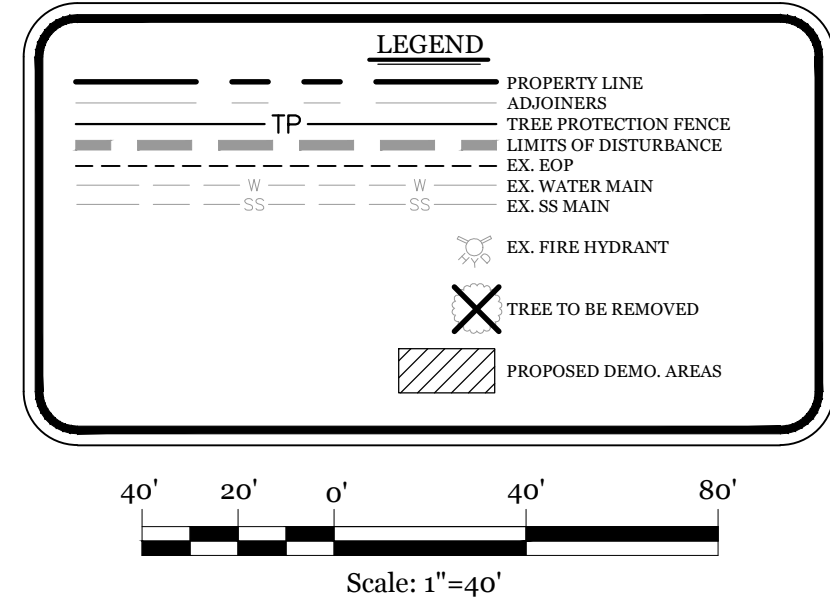 LEGEND
PROPERTY LINE
ADJOINERS
TP TREE PROTECTION FENCE
LIMITS OF DISTURBANCE
EX. EOP
W W EX. WATER MAIN
SS SS EX. SS MAIN
HYD EX. FIRE HYDRANT
TREE TO BE REMOVED
PROPOSED DEMO. AREAS
40' 20' 0' 40' 80'
Scale: 1"=40'